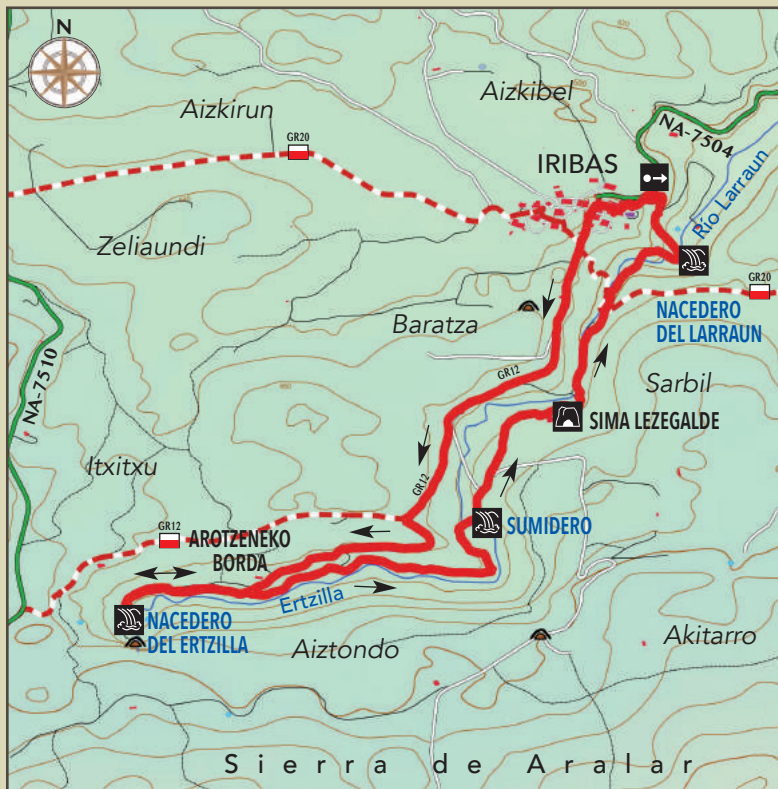 N
Aizkirun
Aizkibel
GR20
NA-7504
IRIBAS
Río Larraun
Zeliaundi
GR20
NACEDERO
DEL LARRAUN
Baratza
GR12
Sarbil
NA-7510
SIMA LEZEGALDE
Itxitxu
GR12
SUMIDERO
GR12
AROTZENEKO
BORDA
Ertzilla
NACEDERO
DEL ERTZILLA
Aiztondo
Akitarro
Sierra de Aralar